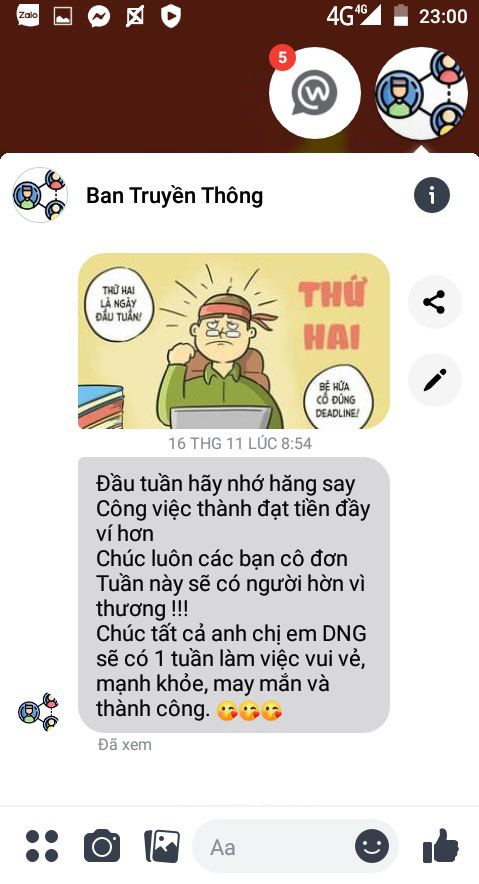 Zalo
4G 4G 23:00
5
Ban Truyền Thông
THỨ HAI
LÀ NGÀY
ĐẦU TUẦN!
THỨ
HAI
BÉ HỨA
CỐ ĐÚNG
DEADLINE!
16 THG 11 LÚC 8:54
Đầu tuần hãy nhớ hăng say
Công việc thành đạt tiền đầy
ví hơn
Chúc luôn các bạn cô đơn
Tuần này sẽ có người hờn vì
thương !!!
Chúc tất cả anh chị em DNG
sẽ có 1 tuần làm việc vui vẻ,
mạnh khỏe, may mắn và
thành công. 😘😘😘
Đã xem
Aa